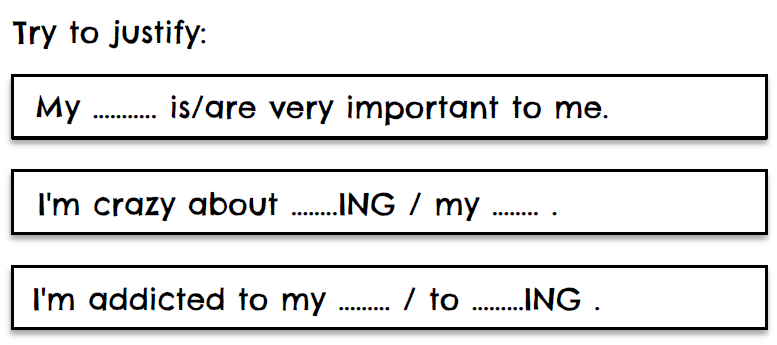 Try to justify:
My ........... is/are very important to me.
I'm crazy about ........ING / my ........ .
I'm addicted to my ......... / to .........ING .